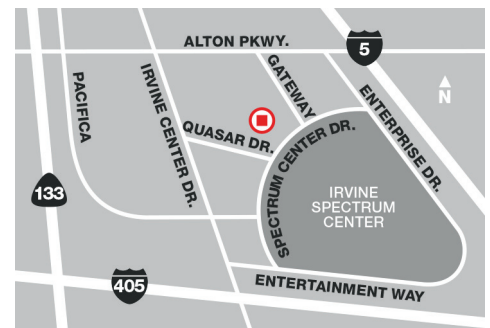 ALTON PKWY.
5
GATEWAY
PACIFICA
IRVINE CENTER DR.
ENTERPRISE DR.
N
QUASAR DR.
SPECTRUM CENTER DR.
133
IRVINE
SPECTRUM
CENTER
405
ENTERTAINMENT WAY